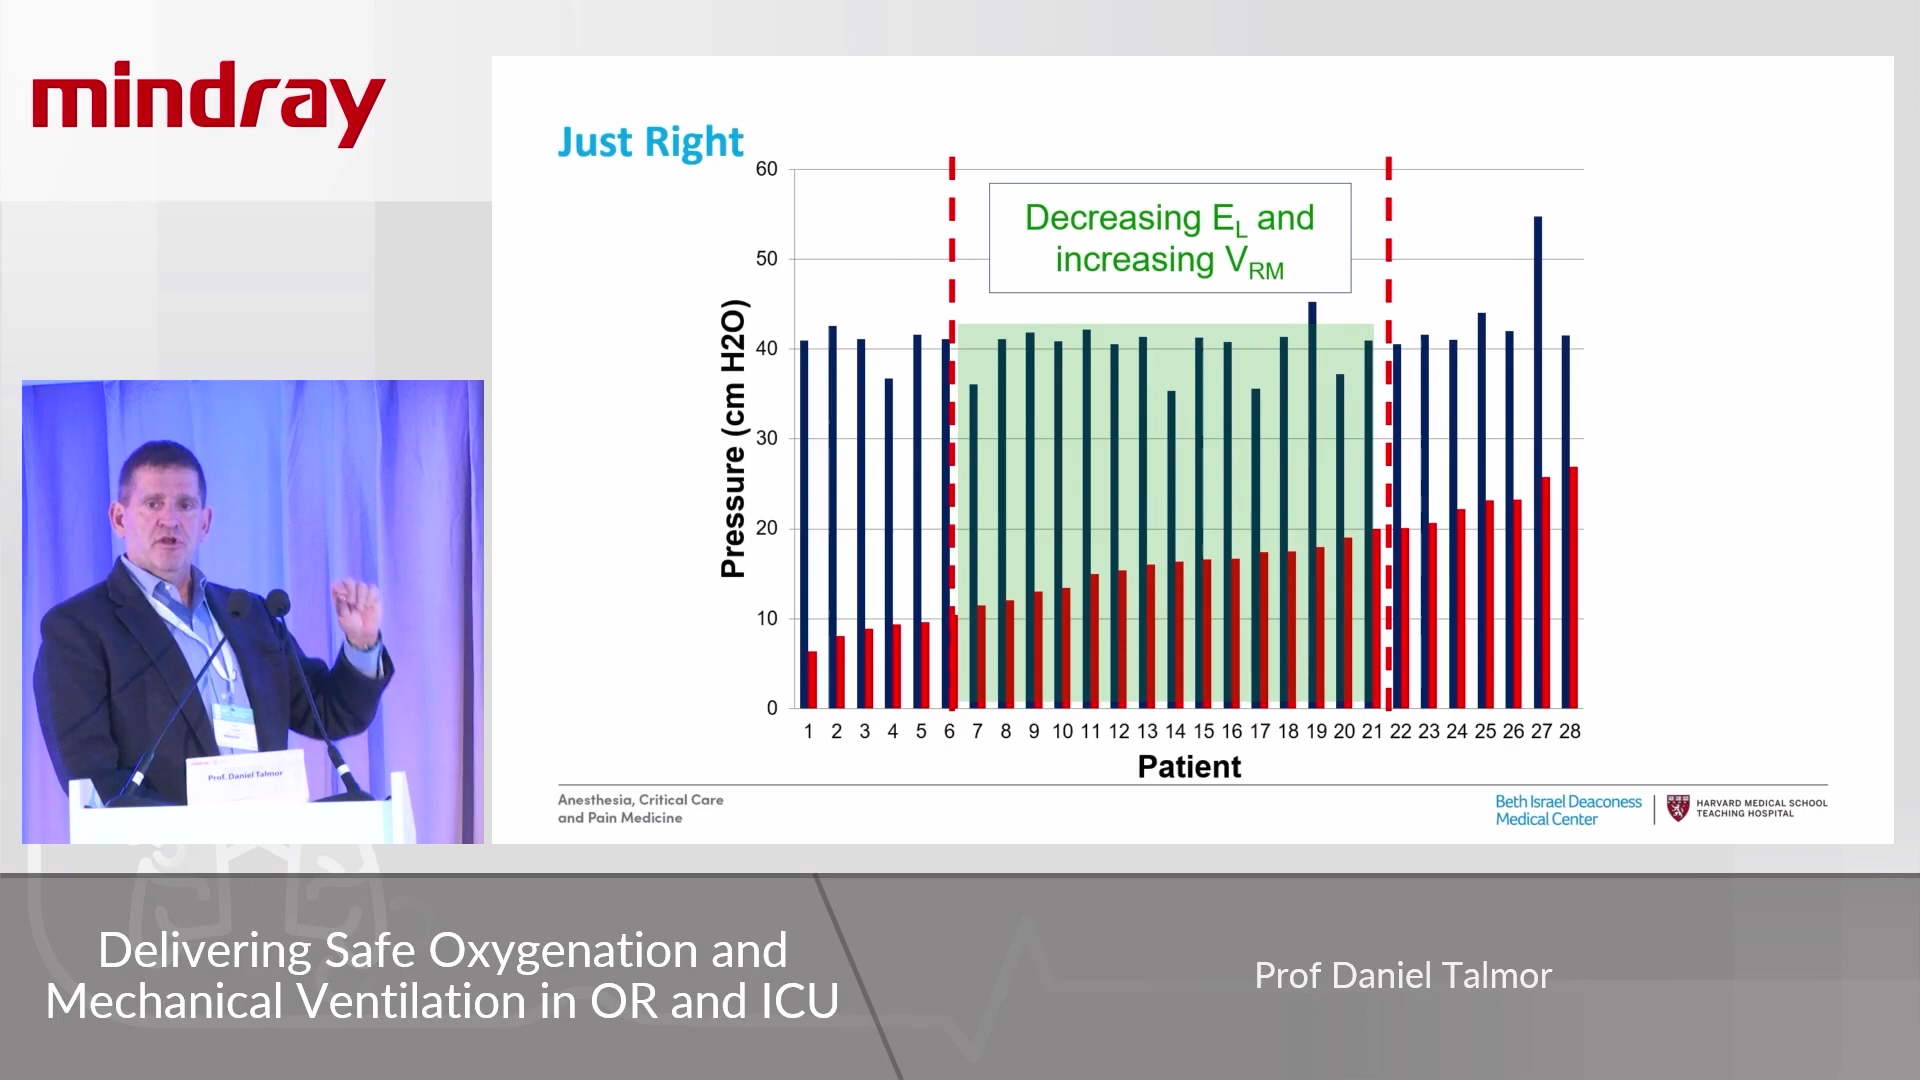 mindray
Just Right
Decreasing EL and
increasing VRM
Pressure (cm H2O)
60
50
40
30
20
10
0
1 2 3 4 5 6 7 8 9 10 11 12 13 14 15 16 17 18 19 20 21 22 23 24 25 26 27 28
Patient
Anesthesia, Critical Care
and Pain Medicine
Beth Israel Deaconess
Medical Center
HARVARD MEDICAL SCHOOL
TEACHING HOSPITAL
Prof. Daniel Talmor
Delivering Safe Oxygenation and
Mechanical Ventilation in OR and ICU
Prof Daniel Talmor